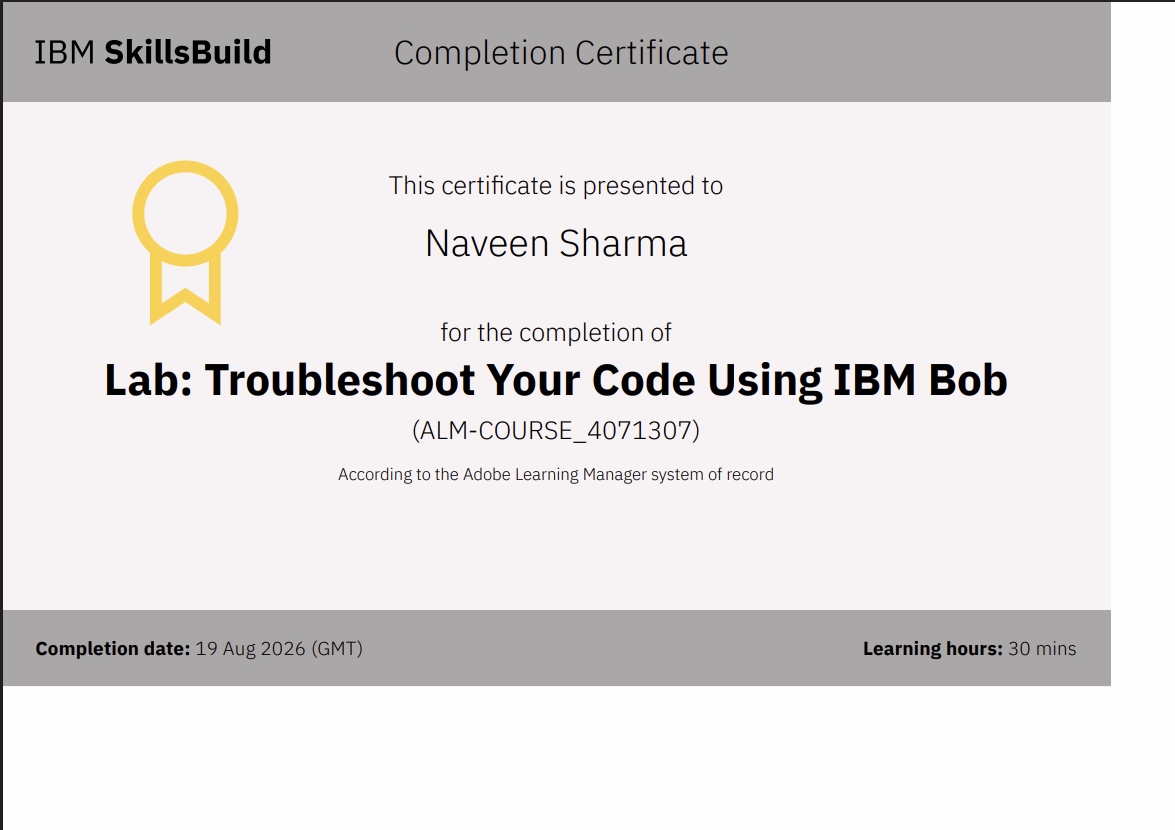 IBM SkillsBuild
Completion Certificate
This certificate is presented to
Naveen Sharma
for the completion of
Lab: Troubleshoot Your Code Using IBM Bob
(ALM-COURSE_4071307)
According to the Adobe Learning Manager system of record
Completion date: 19 Aug 2026 (GMT)
Learning hours: 30 mins